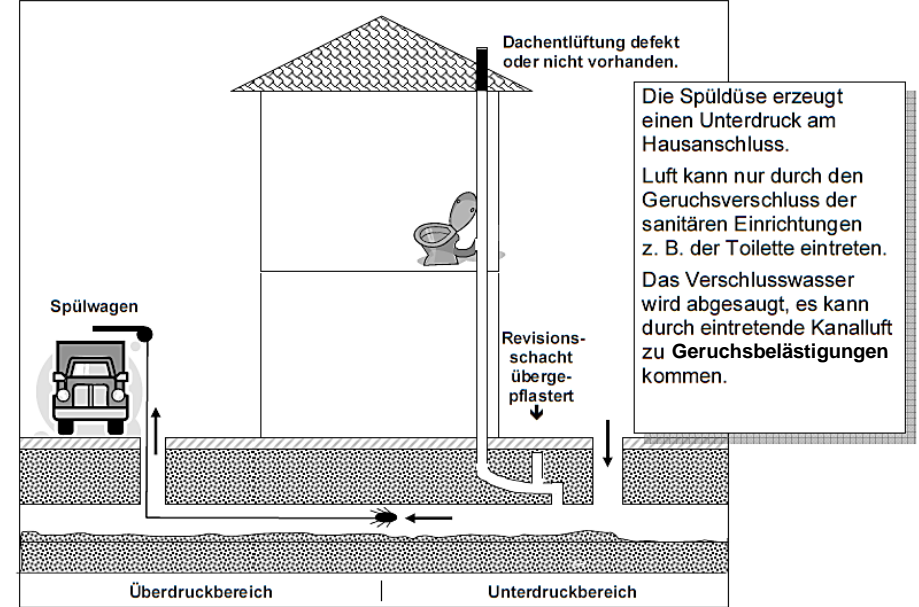 Dachentlüftung defekt
oder nicht vorhanden.
Die Spüldüse erzeugt
einen Unterdruck am
Hausanschluss.
Luft kann nur durch den
Geruchsverschluss der
sanitären Einrichtungen
z. B. der Toilette eintreten.
Das Verschlusswasser
wird abgesaugt, es kann
durch eintretende Kanalluft
zu Geruchsbelästigungen
kommen.
Spülwagen
Revisions-
schacht
überge-
pflastert
Überdruckbereich
Unterdruckbereich